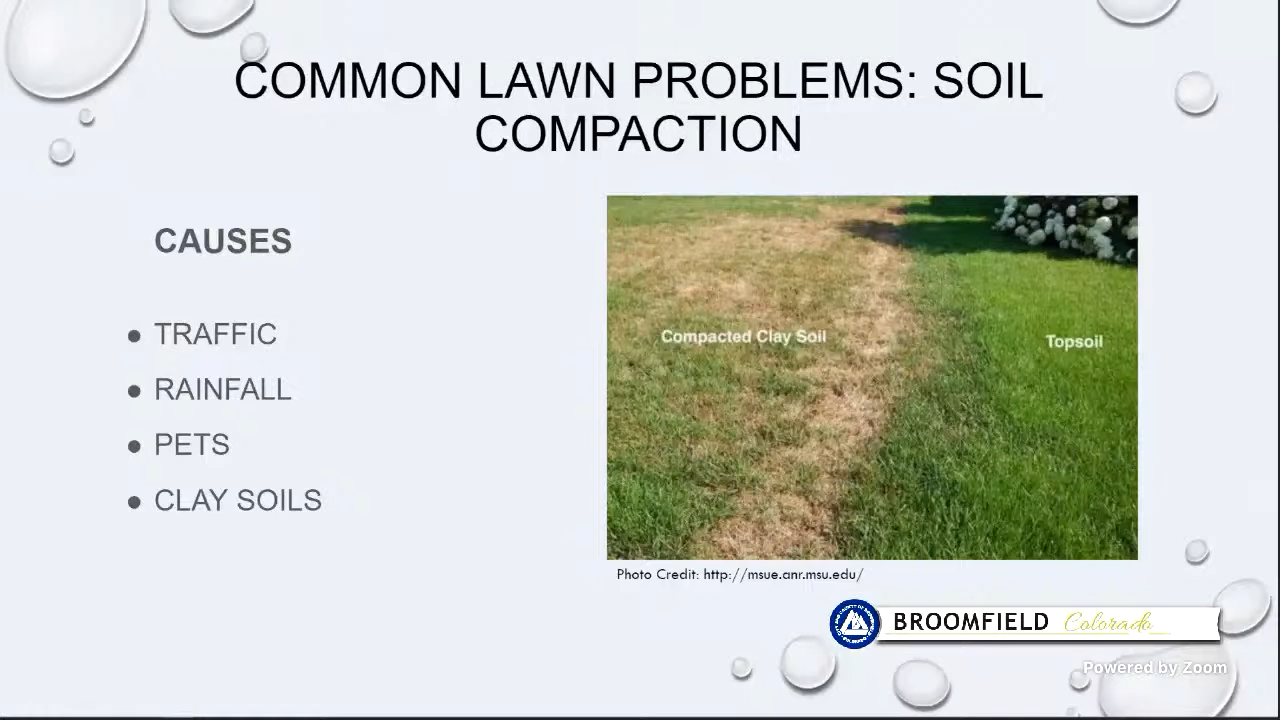 COMMON LAWN PROBLEMS: SOIL
COMPACTION
CAUSES
● TRAFFIC
● RAINFALL
● PETS
● CLAY SOILS
Compacted Clay Soil
Topsoil
Photo Credit: http://msue.anr.msu.edu/
BROOMFIELD Colorado
Powered by Zoom